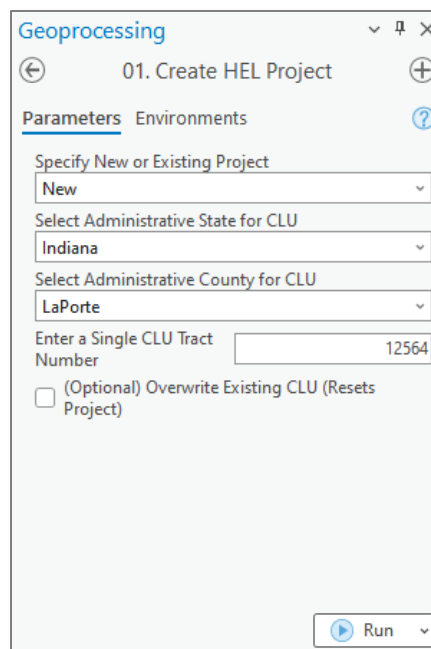 Geoprocessing
01. Create HEL Project
Parameters Environments
Specify New or Existing Project
New
Select Administrative State for CLU
Indiana
Select Administrative County for CLU
LaPorte
Enter a Single CLU Tract
Number
12564
(Optional) Overwrite Existing CLU (Resets
Project)
Run